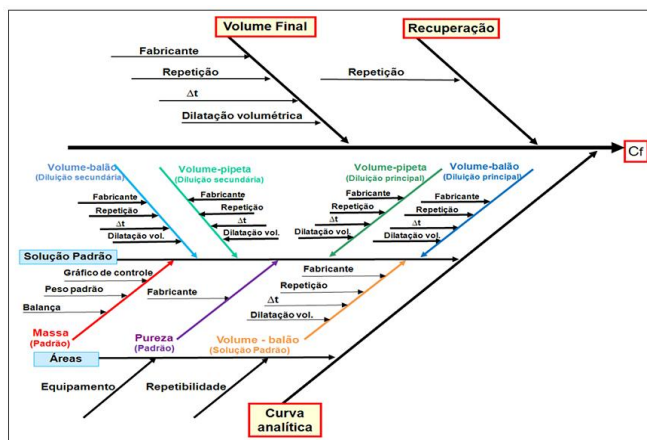 Volume Final
Recuperação
Fabricante
Repetição
Δt
Dilatação volumétrica
Repetição
Cf
Volume-balão
(Diluição secundária)
Fabricante
Repetição
Δt
Dilatação vol.
Volume-pipeta
(Diluição secundária)
Fabricante
Repetição
Δt
Dilatação vol.
Volume-pipeta
(Diluição principal)
Fabricante
Repetição
Δt
Dilatação vol.
Volume-balão
(Diluição principal)
Fabricante
Repetição
Δt
Dilatação vol.
Solução Padrão
Gráfico de controle
Peso padrão
Balança
Massa
(Padrão)
Fabricante
Pureza
(Padrão)
Fabricante
Repetição
Δt
Dilatação vol.
Volume - balão
(Solução Padrão)
Áreas
Equipamento
Repetibilidade
Curva
analítica